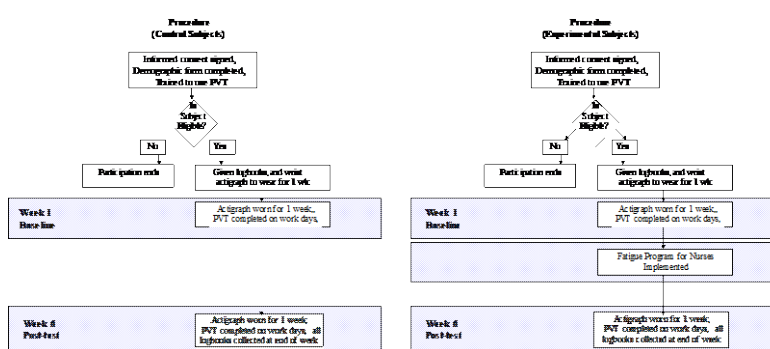 Procedure
(Control Subjects)
Informed consent signed,
Demographic form completed,
Trained to use PVT
Is
Subject
Eligible?
No
Yes
Participation ends
Given logbooks, and wrist
actigraph to wear for 1 wk
Week 1
Baseline
Actigraph worn for 1 week,
PVT completed on work days,
Week 6
Post-test
Actigraph worn for 1 week,
PVT completed on work days, all
logbooks collected at end of week
Procedure
(Experimental Subjects)
Informed consent signed,
Demographic form completed,
Trained to use PVT
Is
Subject
Eligible?
No
Yes
Participation ends
Given logbooks, and wrist
actigraph to wear for 1 wk
Week 1
Baseline
Actigraph worn for 1 week,
PVT completed on work days,
Fatigue Program for Nurses
Implemented
Week 6
Post-test
Actigraph worn for 1 week,
PVT completed on work days, all
logbooks collected at end of week